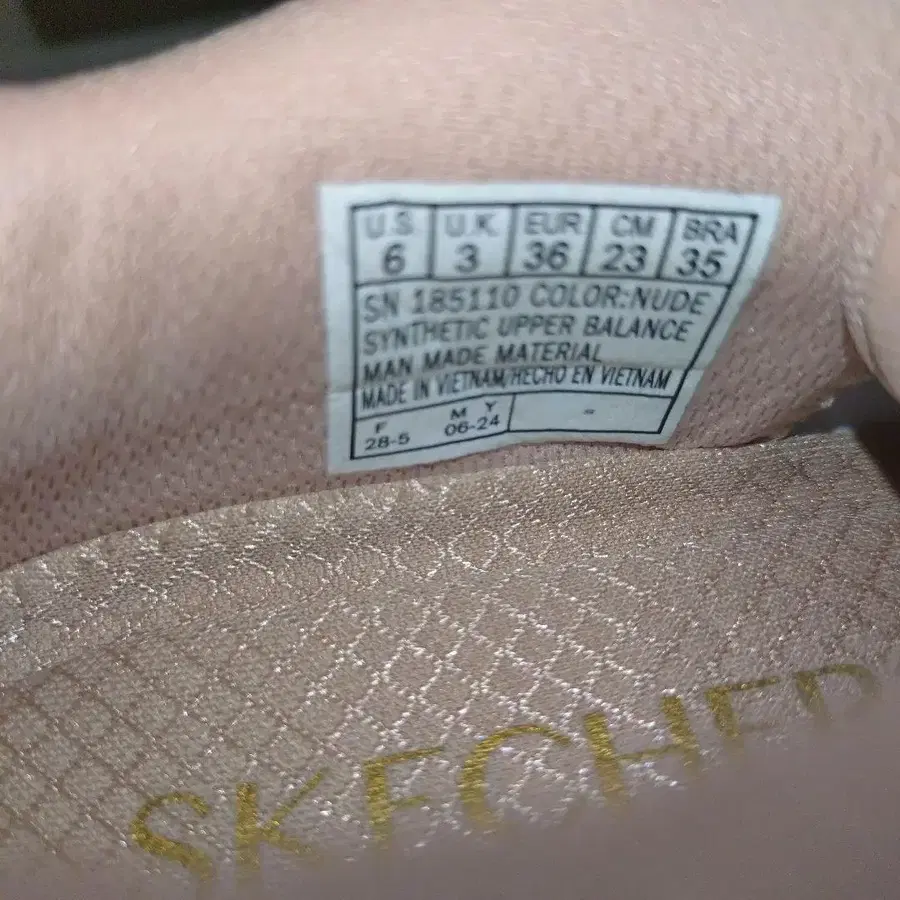 U.S. U.K. EUR CM BRA
6 3 36 23 35
SN 185110 COLOR:NUDE
SYNTHETIC UPPER BALANCE
MAN MADE MATERIAL
MADE IN VIETNAM/HECHO EN VIETNAM
F M Y -
28-5 06-24
SKECHER